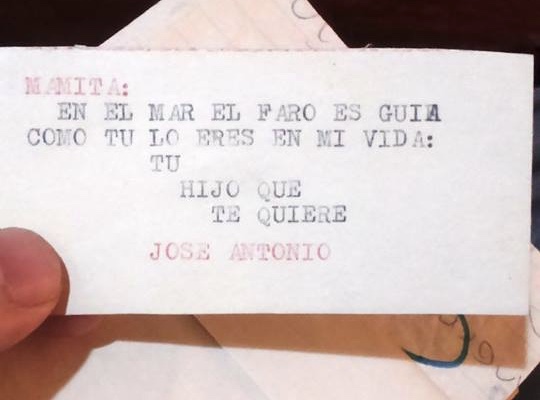 MAMITA:
EN EL MAR EL FARO ES GUIA
COMO TU LO ERES EN MI VIDA:
TU
HIJO QUE
TE QUIERE
JOSE ANTONIO